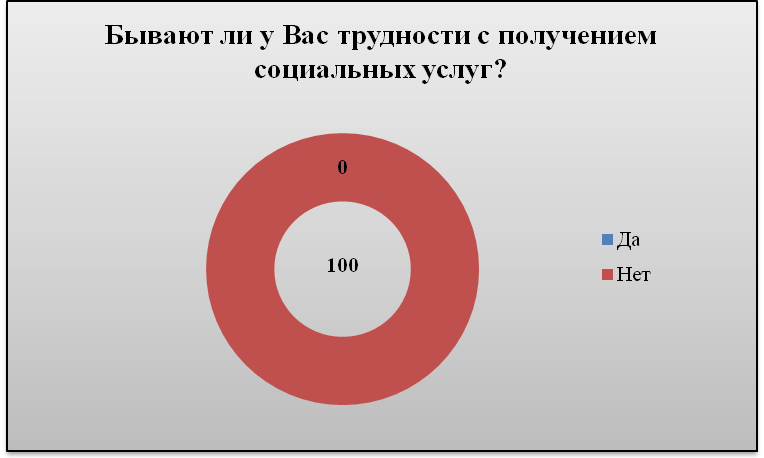 Бывают ли у Вас трудности с получением
социальных услуг?
0
100
Да
Нет